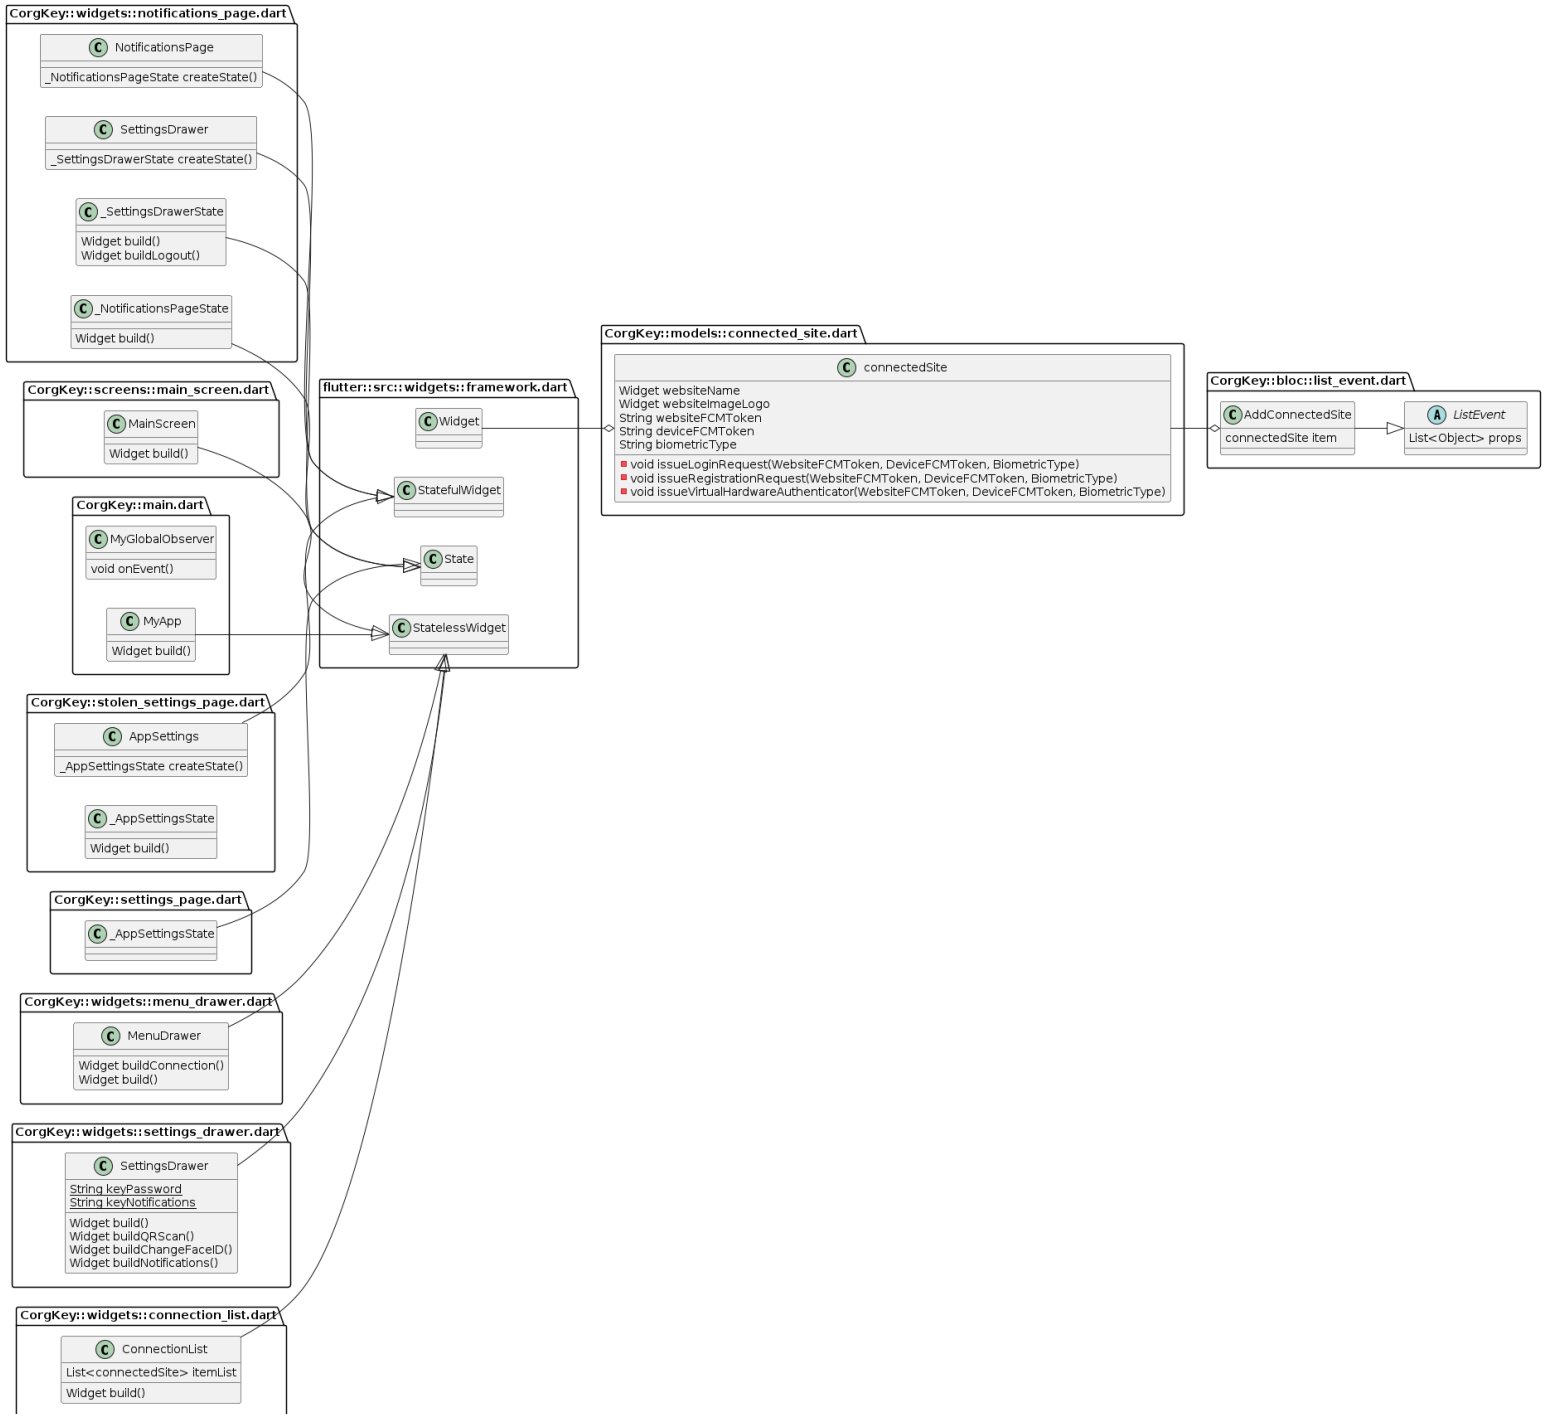 CorgKey::widgets::notifications_page.dart
C NotificationsPage
_NotificationsPageState createState()
C SettingsDrawer
_SettingsDrawerState createState()
C _SettingsDrawerState
Widget build()
Widget buildLogout()
C _NotificationsPageState
Widget build()
CorgKey::screens::main_screen.dart
C MainScreen
Widget build()
CorgKey::main.dart
C MyGlobalObserver
void onEvent()
C MyApp
Widget build()
CorgKey::stolen_settings_page.dart
C AppSettings
_AppSettingsState createState()
C _AppSettingsState
Widget build()
CorgKey::settings_page.dart
C _AppSettingsState
CorgKey::widgets::menu_drawer.dart
C MenuDrawer
Widget buildConnection()
Widget build()
CorgKey::widgets::settings_drawer.dart
C SettingsDrawer
String keyPassword
String keyNotifications
Widget build()
Widget buildQRScan()
Widget buildChangeFaceID()
Widget buildNotifications()
CorgKey::widgets::connection_list.dart
C ConnectionList
List<connectedSite> itemList
Widget build()
flutter::src::widgets::framework.dart
C Widget
C StatefulWidget
C State
C StatelessWidget
CorgKey::models::connected_site.dart
C connectedSite
Widget websiteName
Widget websiteImageLogo
String websiteFCMToken
String deviceFCMToken
String biometricType
void issueLoginRequest(WebsiteFCMToken, DeviceFCMToken, BiometricType)
void issueRegistrationRequest(WebsiteFCMToken, DeviceFCMToken, BiometricType)
void issueVirtualHardwareAuthenticator(WebsiteFCMToken, DeviceFCMToken, BiometricType)
CorgKey::bloc::list_event.dart
C AddConnectedSite
connectedSite item
A ListEvent
List<Object> props